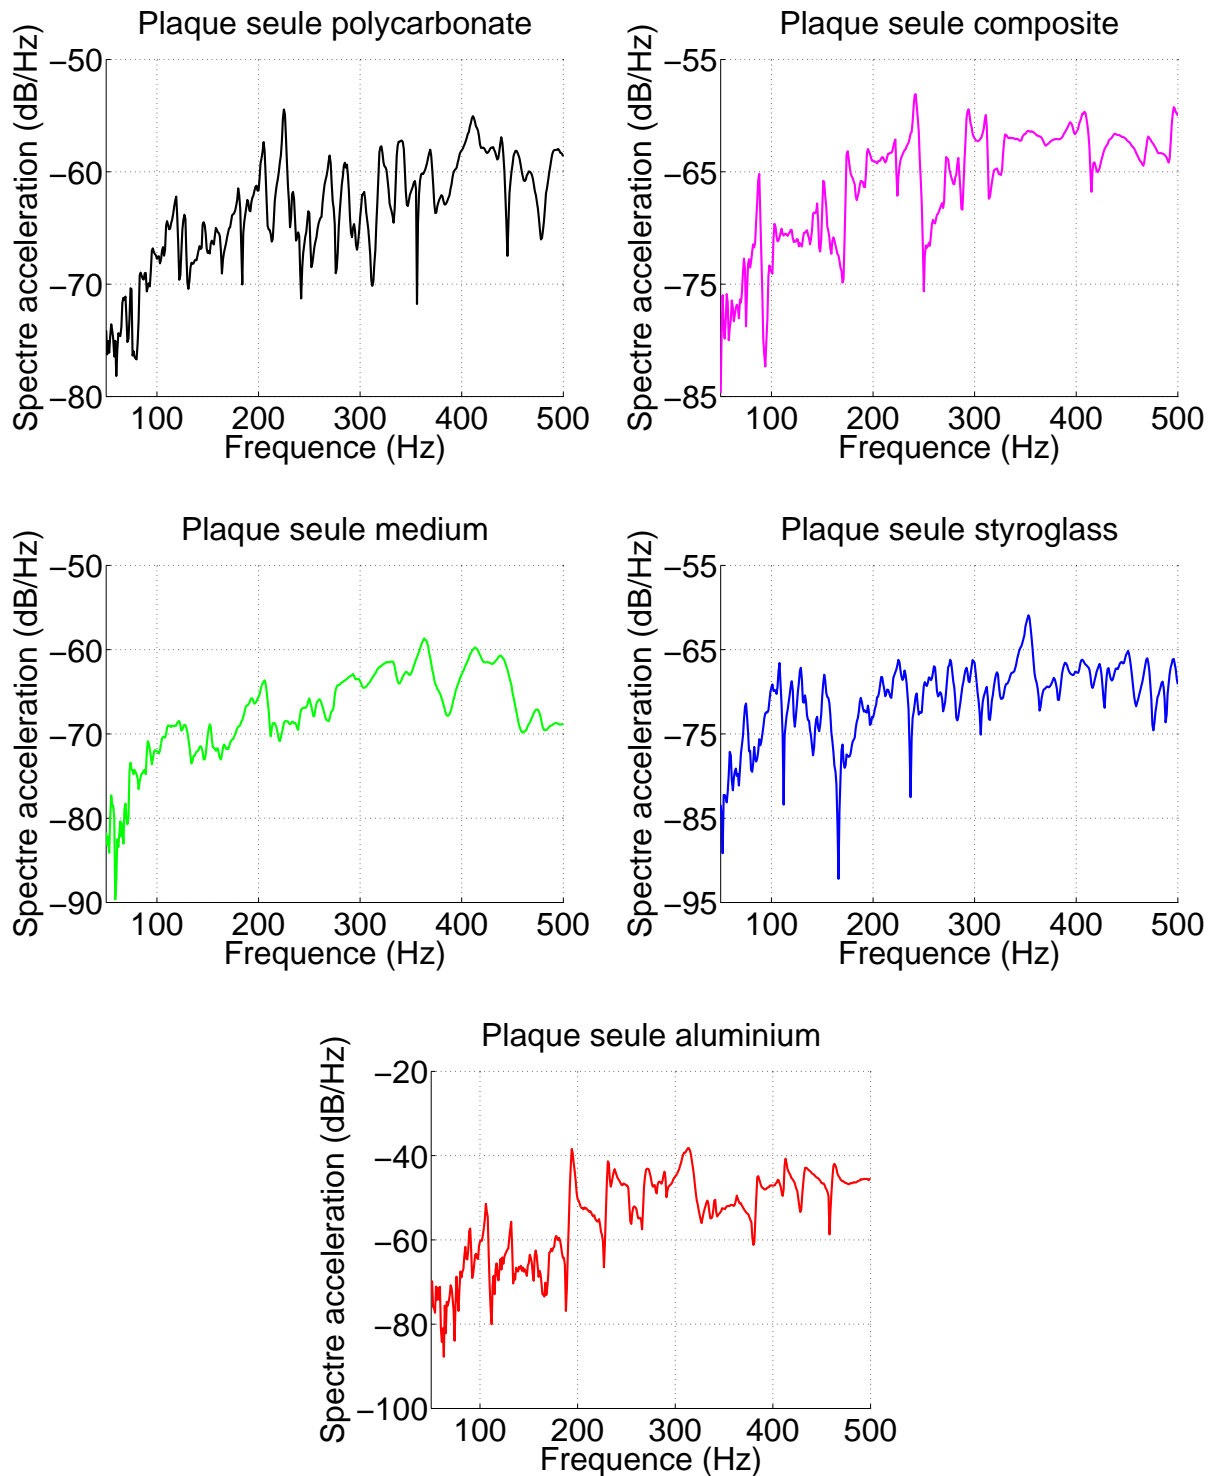 Plaque seule polycarbonate
Spectre acceleration (dB/Hz)
−50
−60
−70
−80
100 200 300 400 500
Frequence (Hz)
Plaque seule composite
Spectre acceleration (dB/Hz)
−55
−65
−75
−85
100 200 300 400 500
Frequence (Hz)
Plaque seule medium
Spectre acceleration (dB/Hz)
−50
−60
−70
−80
−90
100 200 300 400 500
Frequence (Hz)
Plaque seule styroglass
Spectre acceleration (dB/Hz)
−55
−65
−75
−85
−95
100 200 300 400 500
Frequence (Hz)
Plaque seule aluminium
Spectre acceleration (dB/Hz)
−20
−40
−60
−80
−100
100 200 300 400 500
Frequence (Hz)